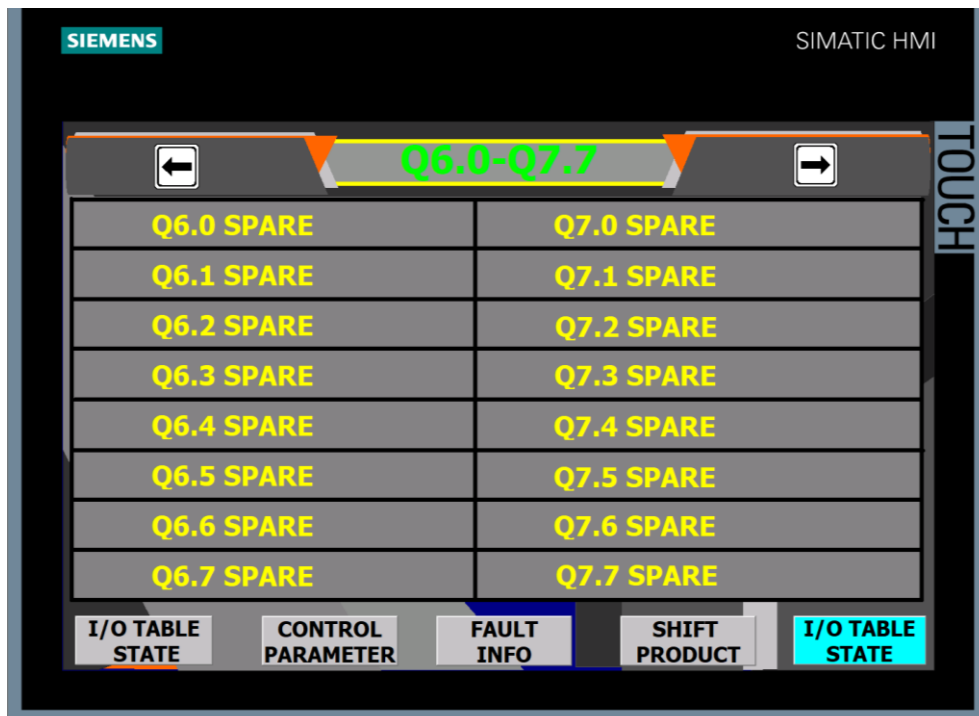 SIEMENS
SIMATIC HMI
TOUCH
Q6.0-Q7.7
Q6.0 SPARE
Q7.0 SPARE
Q6.1 SPARE
Q7.1 SPARE
Q6.2 SPARE
Q7.2 SPARE
Q6.3 SPARE
Q7.3 SPARE
Q6.4 SPARE
Q7.4 SPARE
Q6.5 SPARE
Q7.5 SPARE
Q6.6 SPARE
Q7.6 SPARE
Q6.7 SPARE
Q7.7 SPARE
I/O TABLE
STATE
CONTROL
PARAMETER
FAULT
INFO
SHIFT
PRODUCT
I/O TABLE
STATE